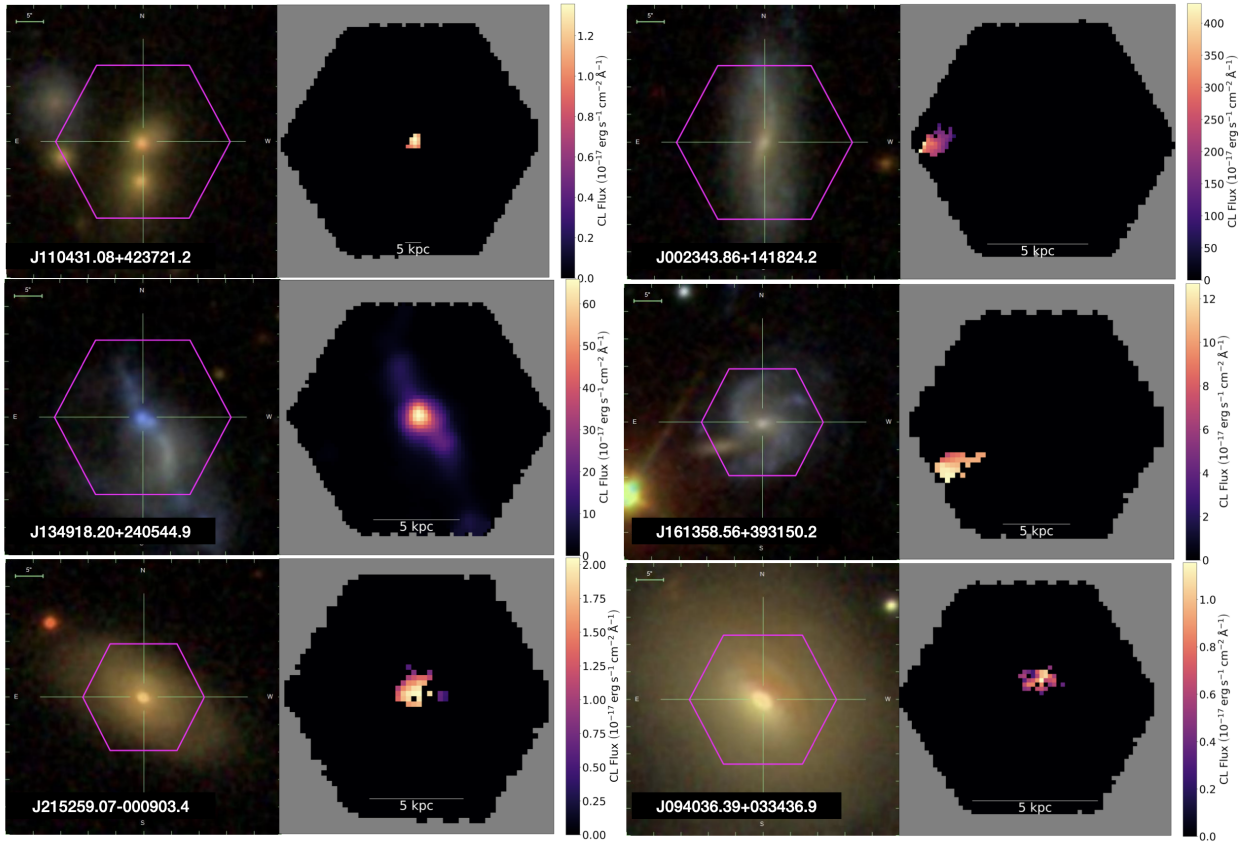 5"
N
E
W
J110431.08+423721.2
5 kpc
1.2
1.0
0.8
0.6
0.4
0.2
0.0
CL Flux (10⁻¹⁷ erg s⁻¹ cm⁻² Å⁻¹)
5"
N
E
W
J002343.86+141824.2
5 kpc
400
350
300
250
200
150
100
50
0
CL Flux (10⁻¹⁷ erg s⁻¹ cm⁻² Å⁻¹)
5"
N
E
W
J134918.20+240544.9
5 kpc
60
50
40
30
20
10
0
CL Flux (10⁻¹⁷ erg s⁻¹ cm⁻² Å⁻¹)
5"
N
E
W
J161358.56+393150.2
S
5 kpc
12
10
8
6
4
2
0
CL Flux (10⁻¹⁷ erg s⁻¹ cm⁻² Å⁻¹)
5"
N
E
W
J215259.07-000903.4
S
5 kpc
2.00
1.75
1.50
1.25
1.00
0.75
0.50
0.25
0.00
CL Flux (10⁻¹⁷ erg s⁻¹ cm⁻² Å⁻¹)
5"
N
E
W
J094036.39+033436.9
S
5 kpc
1.0
0.8
0.6
0.4
0.2
0.0
CL Flux (10⁻¹⁷ erg s⁻¹ cm⁻² Å⁻¹)